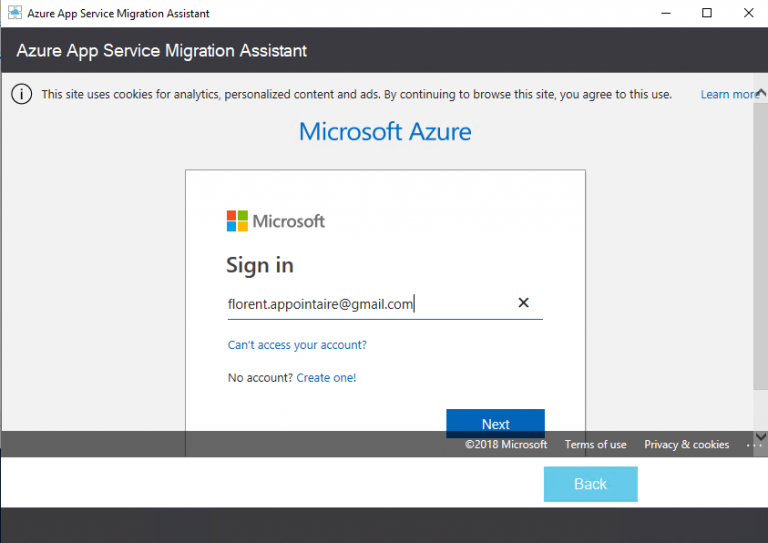 Azure App Service Migration Assistant
Azure App Service Migration Assistant
This site uses cookies for analytics, personalized content and ads. By continuing to browse this site, you agree to this use. Learn more
Microsoft Azure
Microsoft
Sign in
florent.appointaire@gmail.com
Can't access your account?
No account? Create one!
Next
©2018 Microsoft Terms of use Privacy & cookies ...
Back